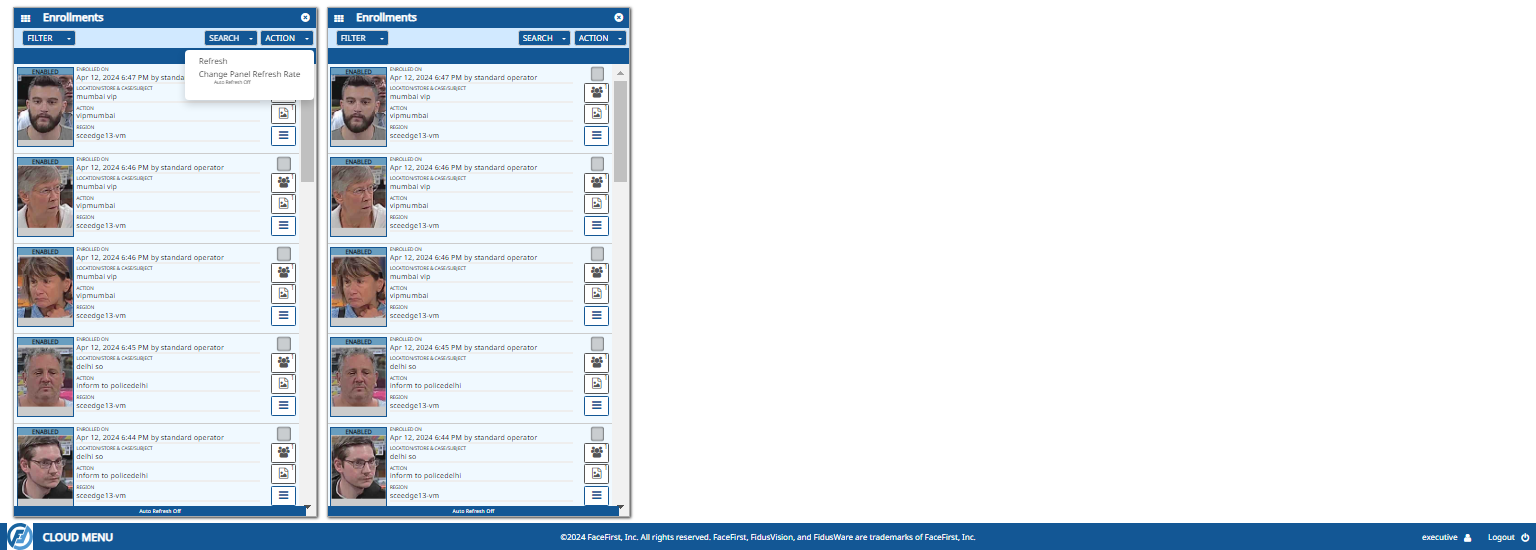 Enrollments
FILTER
SEARCH
ACTION
Refresh
Change Panel Refresh Rate
Auto Refresh Off
ENABLED
ENROLLED ON
Apr 12, 2024 6:47 PM by standa
LOCATION/STORE & CASE/SUBJECT
mumbai vip
ACTION
vipmumbai
REGION
sceedge13-vm
ENABLED
ENROLLED ON
Apr 12, 2024 6:46 PM by standard operator
LOCATION/STORE & CASE/SUBJECT
mumbai vip
ACTION
vipmumbai
REGION
sceedge13-vm
ENABLED
ENROLLED ON
Apr 12, 2024 6:46 PM by standard operator
LOCATION/STORE & CASE/SUBJECT
mumbai vip
ACTION
vipmumbai
REGION
sceedge13-vm
ENABLED
ENROLLED ON
Apr 12, 2024 6:45 PM by standard operator
LOCATION/STORE & CASE/SUBJECT
delhi so
ACTION
inform to policedelhi
REGION
sceedge13-vm
ENABLED
ENROLLED ON
Apr 12, 2024 6:44 PM by standard operator
LOCATION/STORE & CASE/SUBJECT
delhi so
ACTION
inform to policedelhi
REGION
sceedge13-vm
Auto Refresh Off
Enrollments
FILTER
SEARCH
ACTION
ENABLED
ENROLLED ON
Apr 12, 2024 6:47 PM by standard operator
LOCATION/STORE & CASE/SUBJECT
mumbai vip
ACTION
vipmumbai
REGION
sceedge13-vm
ENABLED
ENROLLED ON
Apr 12, 2024 6:46 PM by standard operator
LOCATION/STORE & CASE/SUBJECT
mumbai vip
ACTION
vipmumbai
REGION
sceedge13-vm
ENABLED
ENROLLED ON
Apr 12, 2024 6:46 PM by standard operator
LOCATION/STORE & CASE/SUBJECT
mumbai vip
ACTION
vipmumbai
REGION
sceedge13-vm
ENABLED
ENROLLED ON
Apr 12, 2024 6:45 PM by standard operator
LOCATION/STORE & CASE/SUBJECT
delhi so
ACTION
inform to policedelhi
REGION
sceedge13-vm
ENABLED
ENROLLED ON
Apr 12, 2024 6:44 PM by standard operator
LOCATION/STORE & CASE/SUBJECT
delhi so
ACTION
inform to policedelhi
REGION
sceedge13-vm
Auto Refresh Off
CLOUD MENU
©2024 FaceFirst, Inc. All rights reserved. FaceFirst, FidusVision, and FidusWare are trademarks of FaceFirst, Inc.
executive
Logout